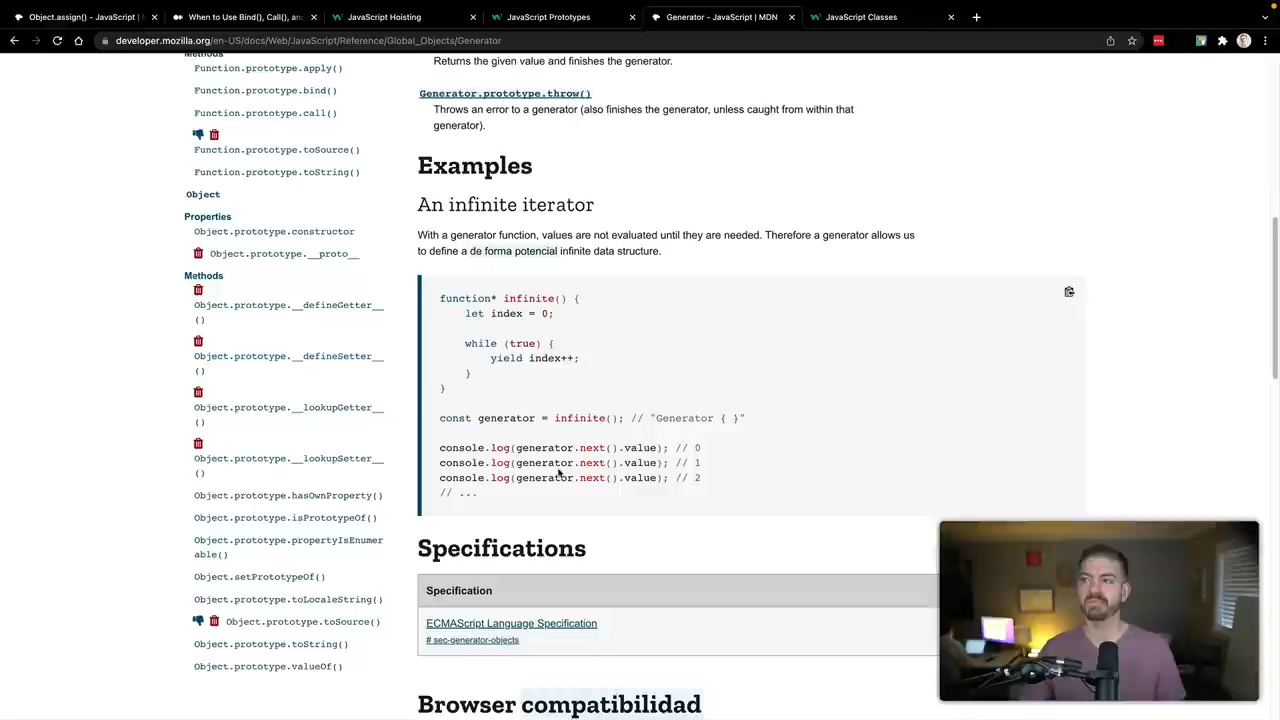 Object.assign() - JavaScript |
When to Use Bind(), Call(), and
JavaScript Hoisting
JavaScript Prototypes
Generator - JavaScript | MDN
JavaScript Classes
developer.mozilla.org/en-US/docs/Web/JavaScript/Reference/Global_Objects/Generator
Methods
Function.prototype.apply()
Function.prototype.bind()
Function.prototype.call()
Function.prototype.toSource()
Function.prototype.toString()
Object
Properties
Object.prototype.constructor
Object.prototype.__proto__
Methods
Object.prototype.__defineGetter__
()
Object.prototype.__defineSetter__
()
Object.prototype.__lookupGetter__
()
Object.prototype.__lookupSetter__
()
Object.prototype.hasOwnProperty()
Object.prototype.isPrototypeOf()
Object.prototype.propertyIsEnumer
able()
Object.setPrototypeOf()
Object.prototype.toLocaleString()
Object.prototype.toSource()
Object.prototype.toString()
Object.prototype.valueOf()
Returns the given value and finishes the generator.
Generator.prototype.throw()
Throws an error to a generator (also finishes the generator, unless caught from within that
generator).
Examples
An infinite iterator
With a generator function, values are not evaluated until they are needed. Therefore a generator allows us
to define a de forma potencial infinite data structure.
function* infinite() {
let index = 0;
while (true) {
yield index++;
}
}
const generator = infinite(); // "Generator { }"
console.log(generator.next().value); // 0
console.log(generator.next().value); // 1
console.log(generator.next().value); // 2
// ...
Specifications
Specification
ECMAScript Language Specification
# sec-generator-objects
Browser compatibilidad